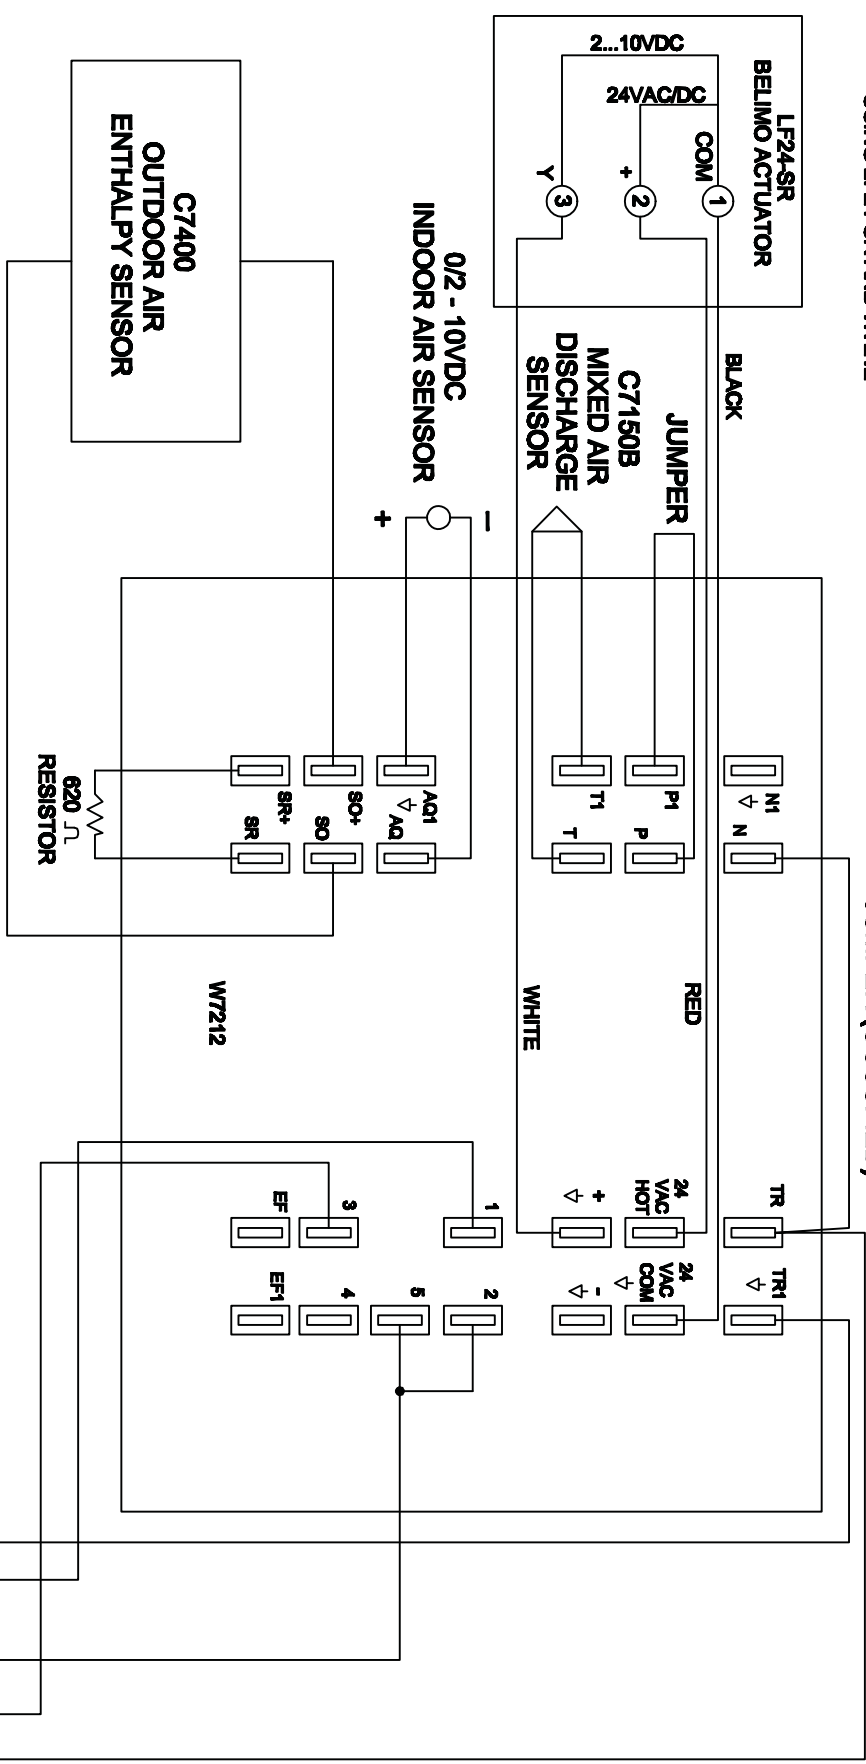 LF24-SR
BELIMO ACTUATOR
2...10VDC
24VAC/DC
COM
+
Y
1
2
3
BLACK
JUMPER
C7150B
MIXED AIR
DISCHARGE
SENSOR
0/2 - 10VDC
INDOOR AIR SENSOR
–
+
C7400
OUTDOOR AIR
ENTHALPY SENSOR
N1
N
P1
P
T1
T
AQ1
AQ
SO+
SO
SR+
SR
620
RESISTOR
RED
WHITE
W7212
TR
TR1
24
VAC
HOT
24
VAC
COM
+
-
1
2
5
3
4
EF
EF1